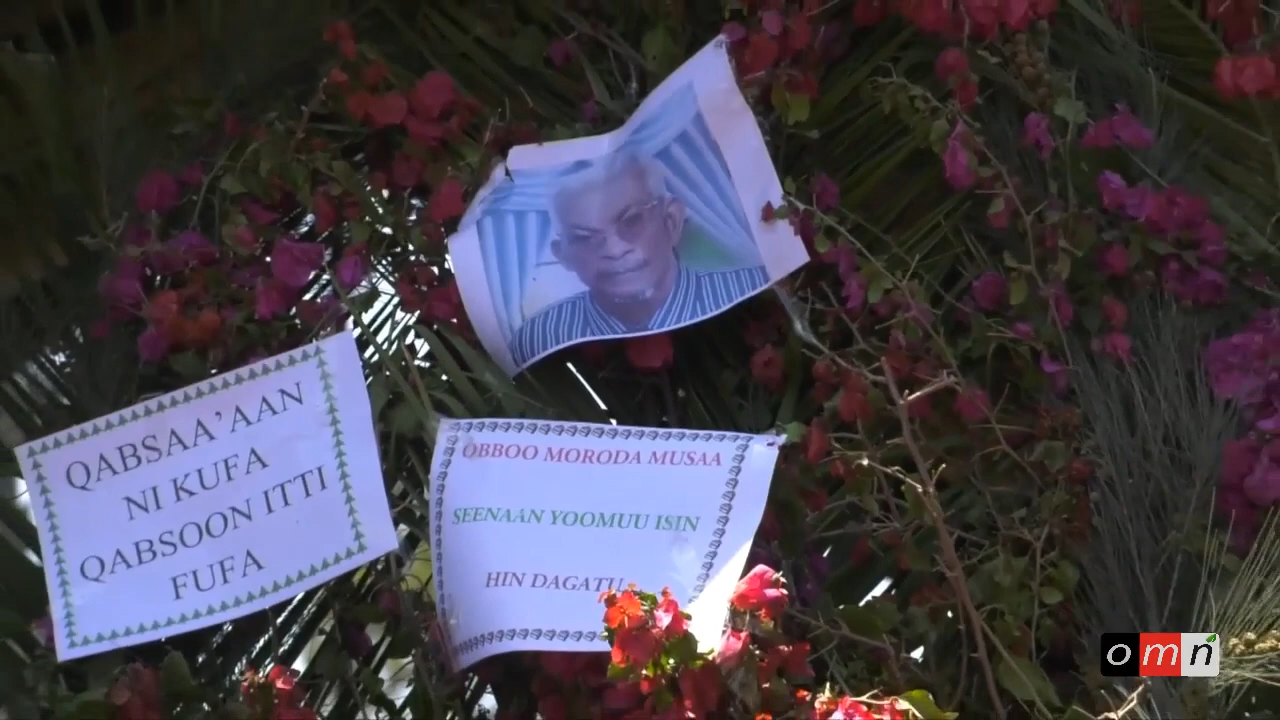 QABSAA'AAN
NI KUFA
QABSOON ITTI
FUFA
OBBOO MORODA MUSAA
SEENAAN YOOMUU ISIN
HIN DAGATU
omn